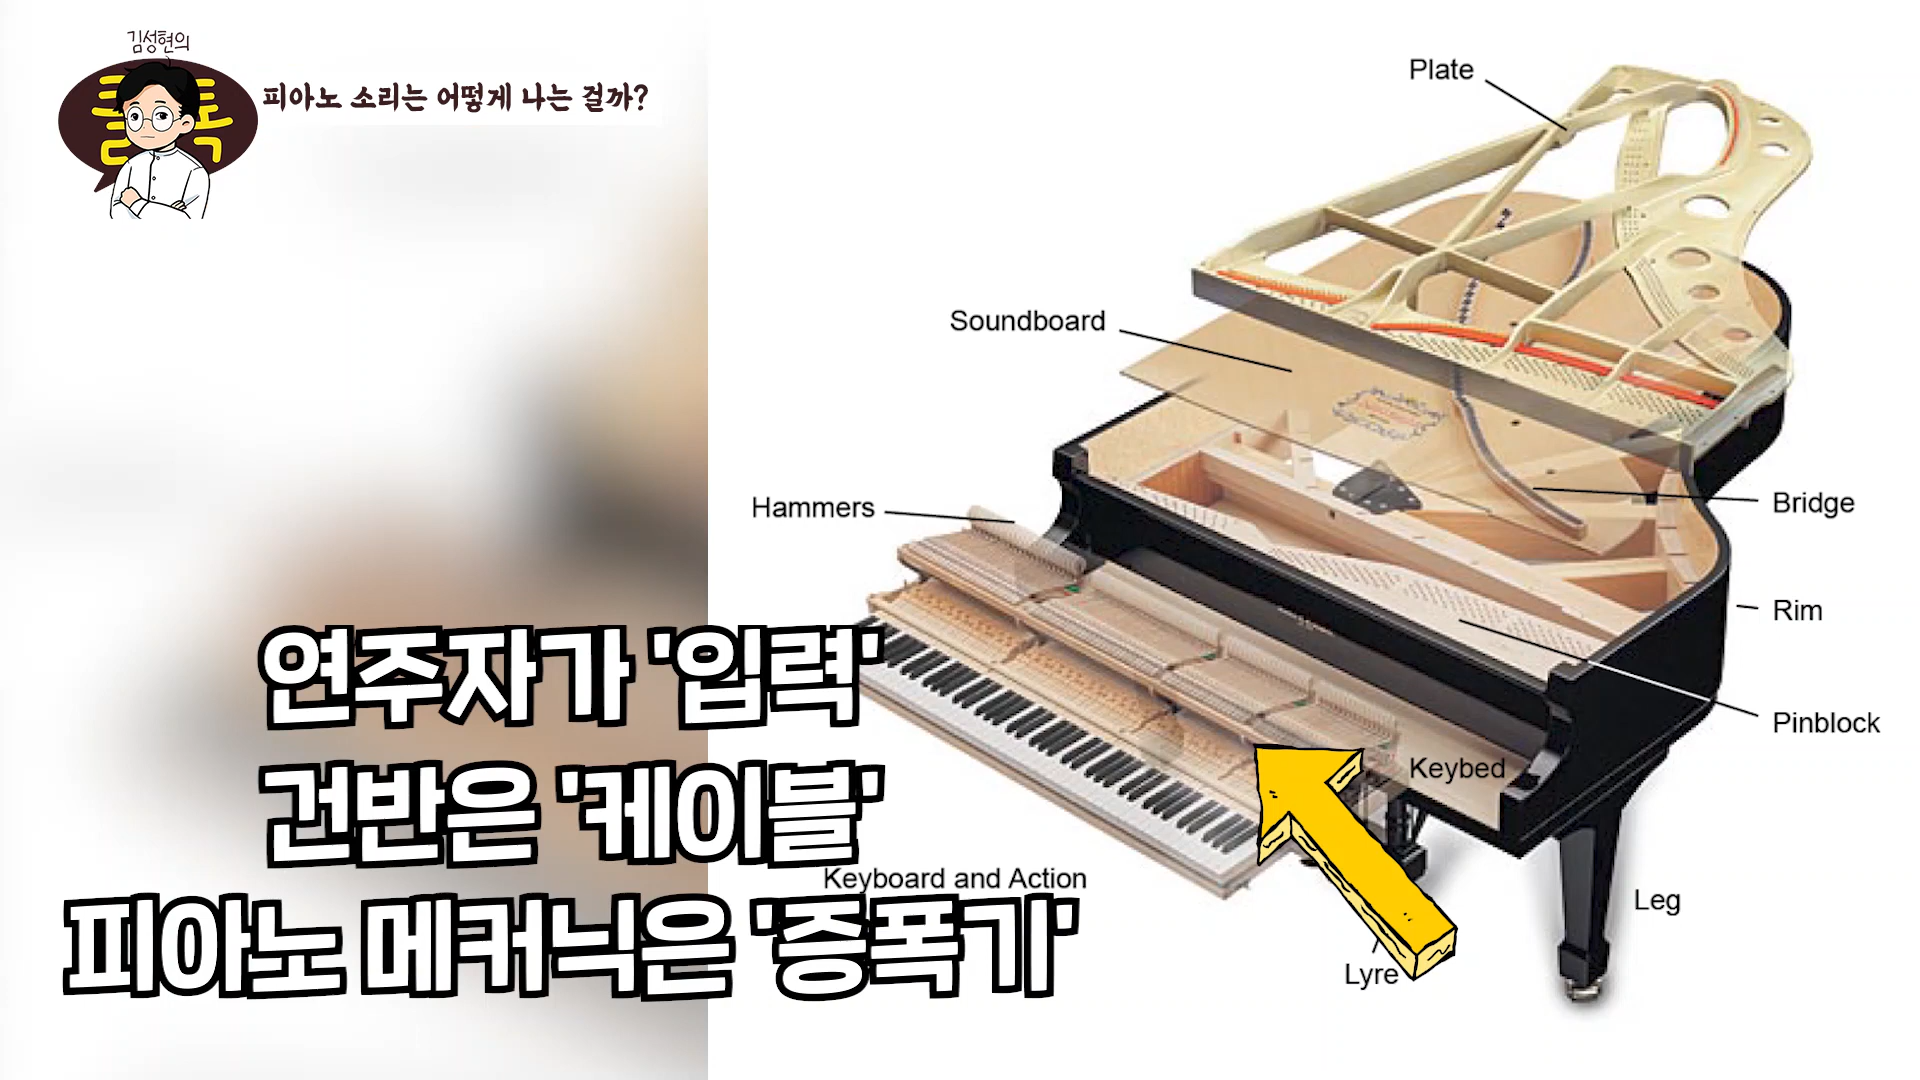 김성현의
클톡
피아노 소리는 어떻게 나는 걸까?
Plate
Soundboard
Hammers
Bridge
Rim
Pinblock
Keybed
Keyboard and Action
Leg
Lyre
연주자가 '입력'
건반은 '케이블'
피아노 메커닉은 '증폭기'